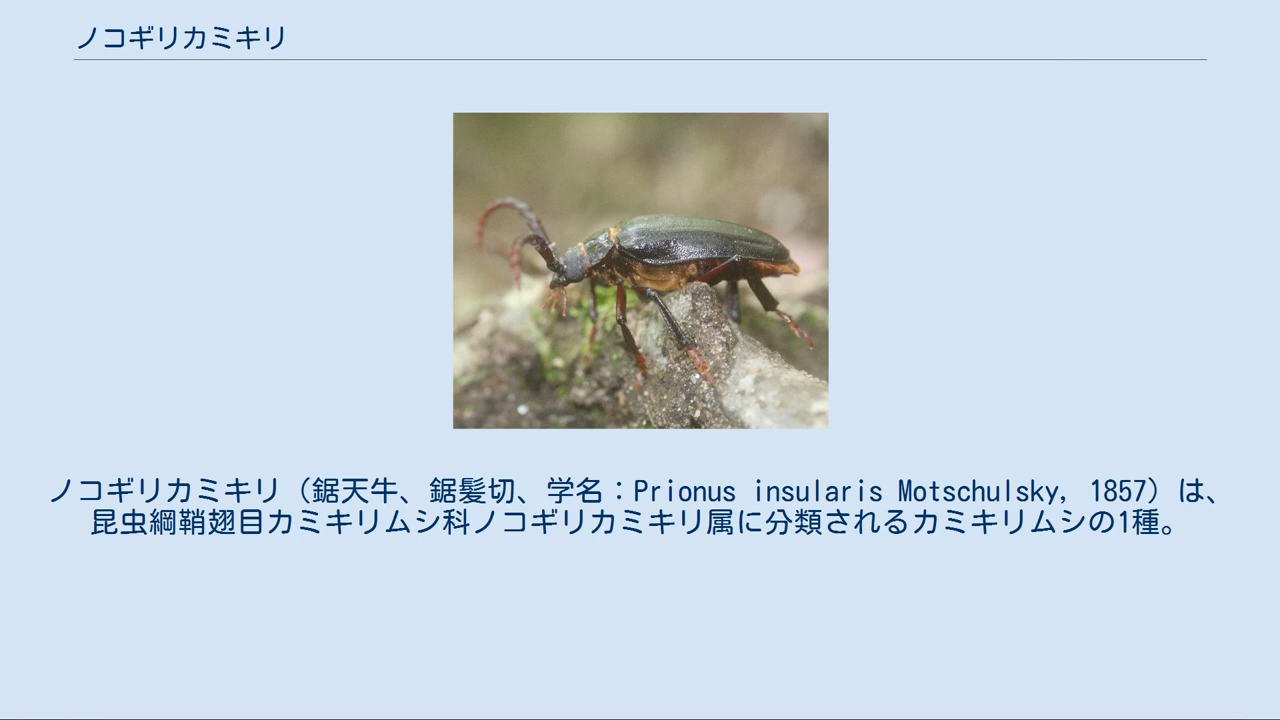 ノコギリカミキリ
ノコギリカミキリ（鋸天牛、鋸髪切、学名：Prionus insularis Motschulsky, 1857）は、
昆虫綱鞘翅目カミキリムシ科ノコギリカミキリ属に分類されるカミキリムシの1種。